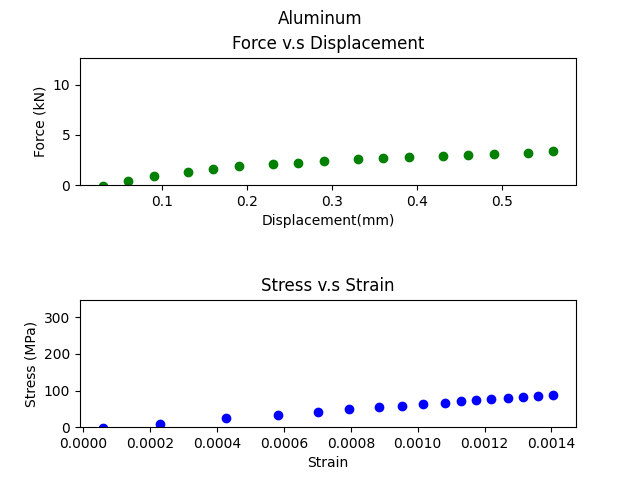 Aluminum
Force v.s Displacement
Force (kN)
10
5
0
0.1 0.2 0.3 0.4 0.5
Displacement(mm)
Stress v.s Strain
Stress (MPa)
300
200
100
0
0.0000 0.0002 0.0004 0.0006 0.0008 0.0010 0.0012 0.0014
Strain